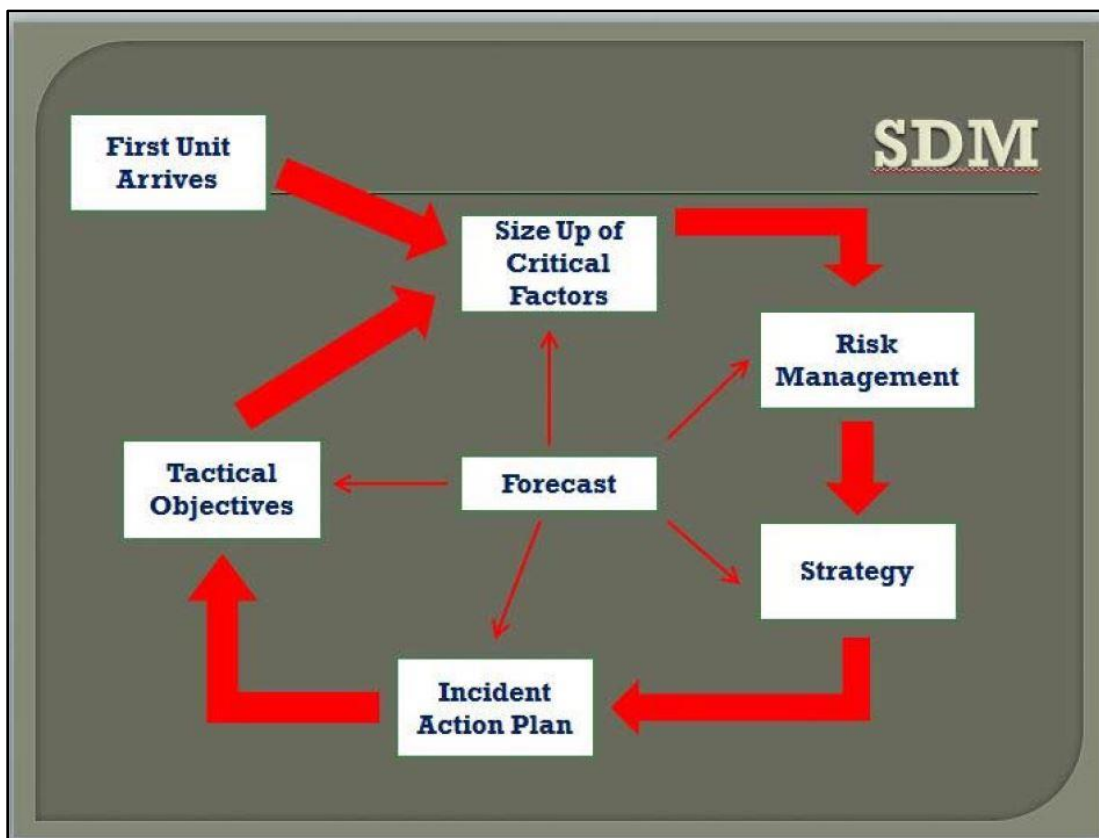 SDM
First Unit
Arrives
Size Up of
Critical
Factors
Risk
Management
Tactical
Objectives
Forecast
Strategy
Incident
Action Plan